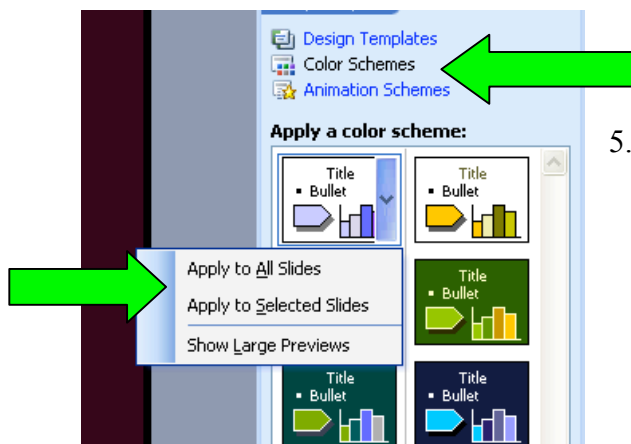 Design Templates
Color Schemes
Animation Schemes
Apply a color scheme:
5.
Title
▪ Bullet
Title
▪ Bullet
Apply to All Slides
Apply to Selected Slides
Show Large Previews
Title
▪ Bullet
Title
▪ Bullet
Title
▪ Bullet